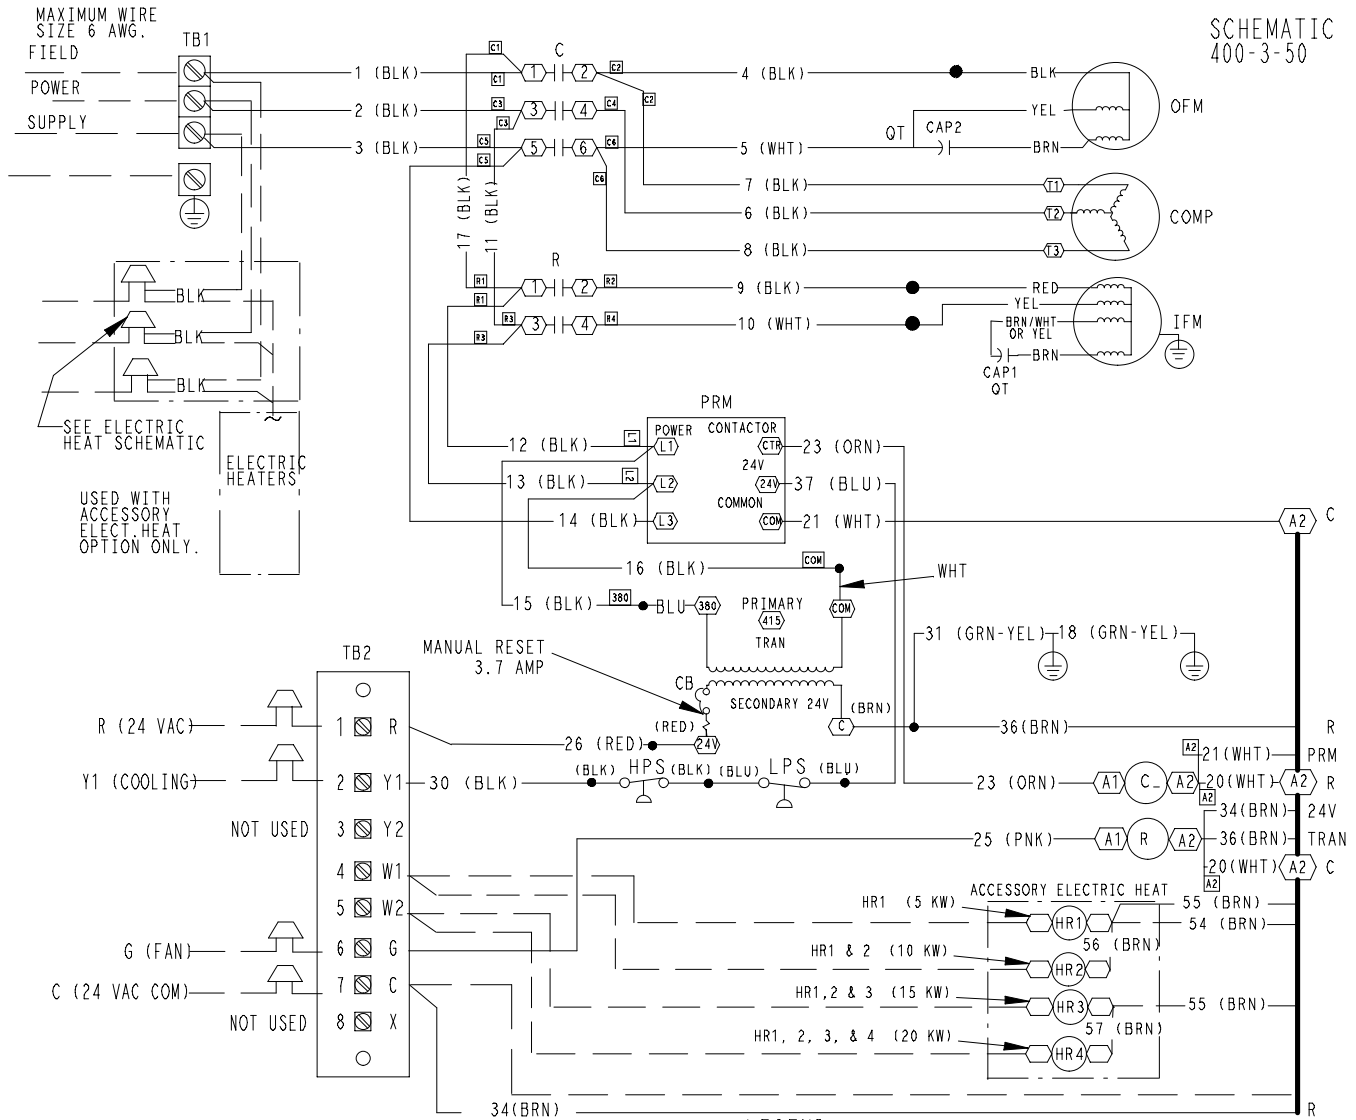 MAXIMUM WIRE
SIZE 6 AWG.
FIELD
POWER
SUPPLY
TB1
SCHEMATIC
400-3-50
C1
C
1 (BLK)
C1
1
2
C2
4 (BLK)
BLK
2 (BLK)
C3
3
4
C4
C2
YEL
OFM
C3
QT
CAP2
3 (BLK)
C5
5
6
C6
5 (WHT)
BRN
C5
C6
7 (BLK)
T1
6 (BLK)
T2
COMP
8 (BLK)
T3
17 (BLK)
11 (BLK)
R
R1
1
2
R2
9 (BLK)
RED
R1
YEL
R3
3
4
R4
10 (WHT)
BRN/WHT
OR YEL
IFM
R3
BRN
CAP1
QT
BLK
BLK
BLK
SEE ELECTRIC
HEAT SCHEMATIC
ELECTRIC
HEATERS
USED WITH
ACCESSORY
ELECT.HEAT
OPTION ONLY.
PRM
POWER
CONTACTOR
12 (BLK)
L1
L1
CTR
23 (ORN)
24V
13 (BLK)
L2
L2
24V
37 (BLU)
COMMON
14 (BLK)
L3
COM
21 (WHT)
A2
C
16 (BLK)
COM
WHT
15 (BLK)
380
BLU
380
PRIMARY
COM
415
TRAN
31 (GRN-YEL)
18 (GRN-YEL)
MANUAL RESET
3.7 AMP
TB2
CB
SECONDARY 24V
(BRN)
R (24 VAC)
1
R
(RED)
C
36(BRN)
R
26 (RED)
24V
A2
21(WHT)
PRM
Y1 (COOLING
2
Y1
30 (BLK)
(BLK)
HPS
(BLK)
(BLU)
LPS
(BLU)
23 (ORN)
A1
C_
A2
20(WHT)
A2
R
A2
34(BRN)
24V
NOT USED
3
Y2
25 (PNK)
A1
R
A2
36(BRN)
TRAN
20(WHT)
A2
C
A2
4
W1
ACCESSORY ELECTRIC HEAT
5
W2
HR1 (5 KW)
55 (BRN)
HR1
54 (BRN)
G (FAN)
6
G
HR1 & 2 (10 KW)
56 (BRN)
HR2
C (24 VAC COM)
7
C
HR1,2 & 3 (15 KW)
HR3
55 (BRN)
NOT USED
8
X
57 (BRN)
HR1, 2, 3, & 4 (20 KW)
HR4
34(BRN)
R